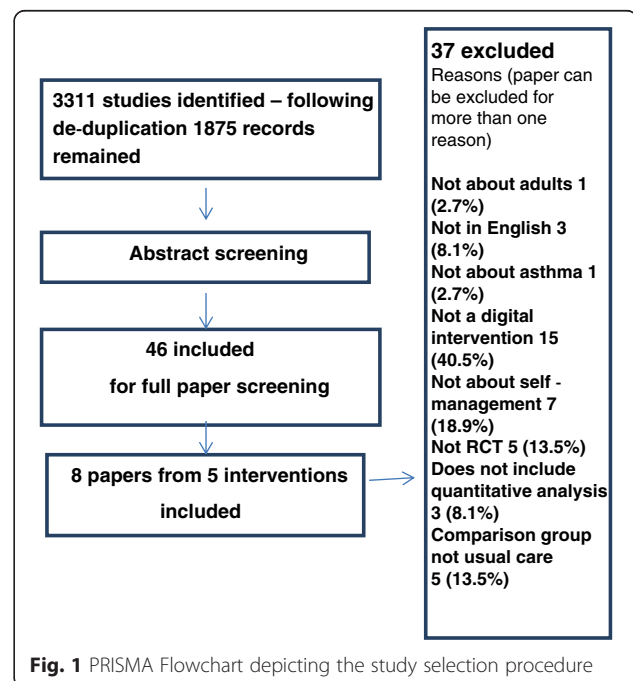 3311 studies identified – following
de-duplication 1875 records
remained
Abstract screening
46 included
for full paper screening
8 papers from 5 interventions
included
37 excluded
Reasons (paper can
be excluded for
more than one
reason)
Not about adults 1
(2.7%)
Not in English 3
(8.1%)
Not about asthma 1
(2.7%)
Not a digital
intervention 15
(40.5%)
Not about self -
management 7
(18.9%)
Not RCT 5 (13.5%)
Does not include
quantitative analysis
3 (8.1%)
Comparison group
not usual care
5 (13.5%)
Fig. 1 PRISMA Flowchart depicting the study selection procedure